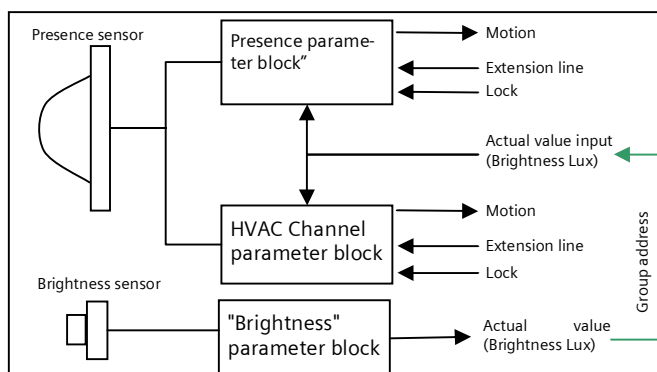 Presence sensor
Presence parame-
ter block”
Motion
Extension line
Lock
Actual value input
(Brightness Lux)
HVAC Channel
parameter block
Motion
Extension line
Lock
Group address
Brightness sensor
"Brightness"
parameter block
Actual value
(Brightness Lux)